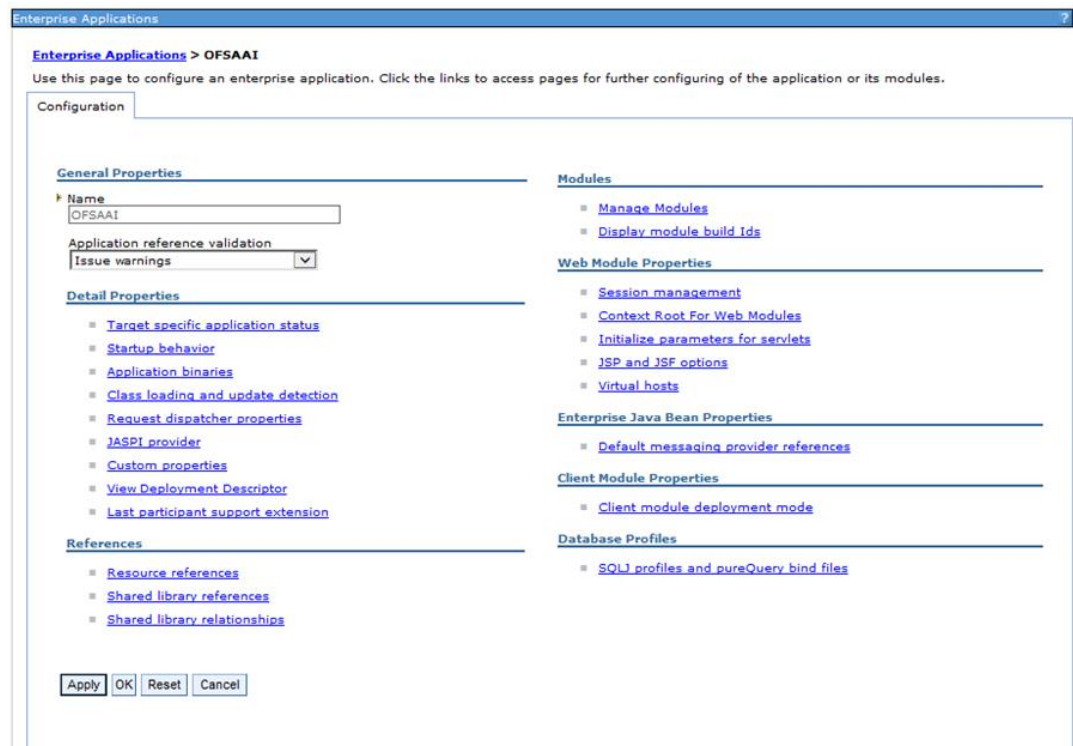 Enterprise Applications ?
Enterprise Applications > OFSAAI
Use this page to configure an enterprise application. Click the links to access pages for further configuring of the application or its modules.
Configuration
General Properties
Name
OFSAAI
Application reference validation
Issue warnings
Detail Properties
Target specific application status
Startup behavior
Application binaries
Class loading and update detection
Request dispatcher properties
JASPI provider
Custom properties
View Deployment Descriptor
Last participant support extension
References
Resource references
Shared library references
Shared library relationships
Modules
Manage Modules
Display module build Ids
Web Module Properties
Session management
Context Root For Web Modules
Initialize parameters for servlets
JSP and JSF options
Virtual hosts
Enterprise Java Bean Properties
Default messaging provider references
Client Module Properties
Client module deployment mode
Database Profiles
SQLJ profiles and pureQuery bind files
Apply OK Reset Cancel